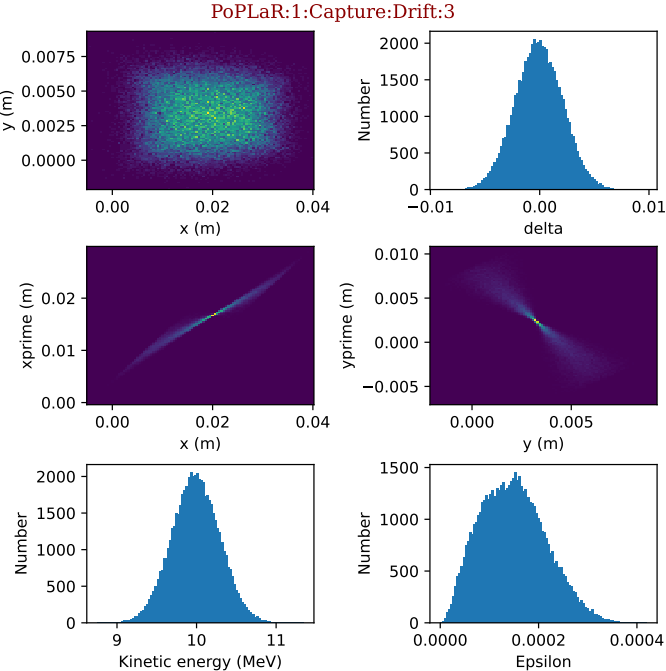 PoPLaR:1:Capture:Drift:3
y (m)
0.0075
0.0050
0.0025
0.0000
0.00 0.02 0.04
x (m)
Number
2000
1500
1000
500
0
−0.01 0.00 0.01
delta
xprime (m)
0.02
0.01
0.00
0.00 0.02 0.04
x (m)
yprime (m)
0.010
0.005
0.000
−0.005
0.000 0.005
y (m)
Number
2000
1500
1000
500
0
9 10 11
Kinetic energy (MeV)
Number
1500
1000
500
0
0.0000 0.0002 0.0004
Epsilon